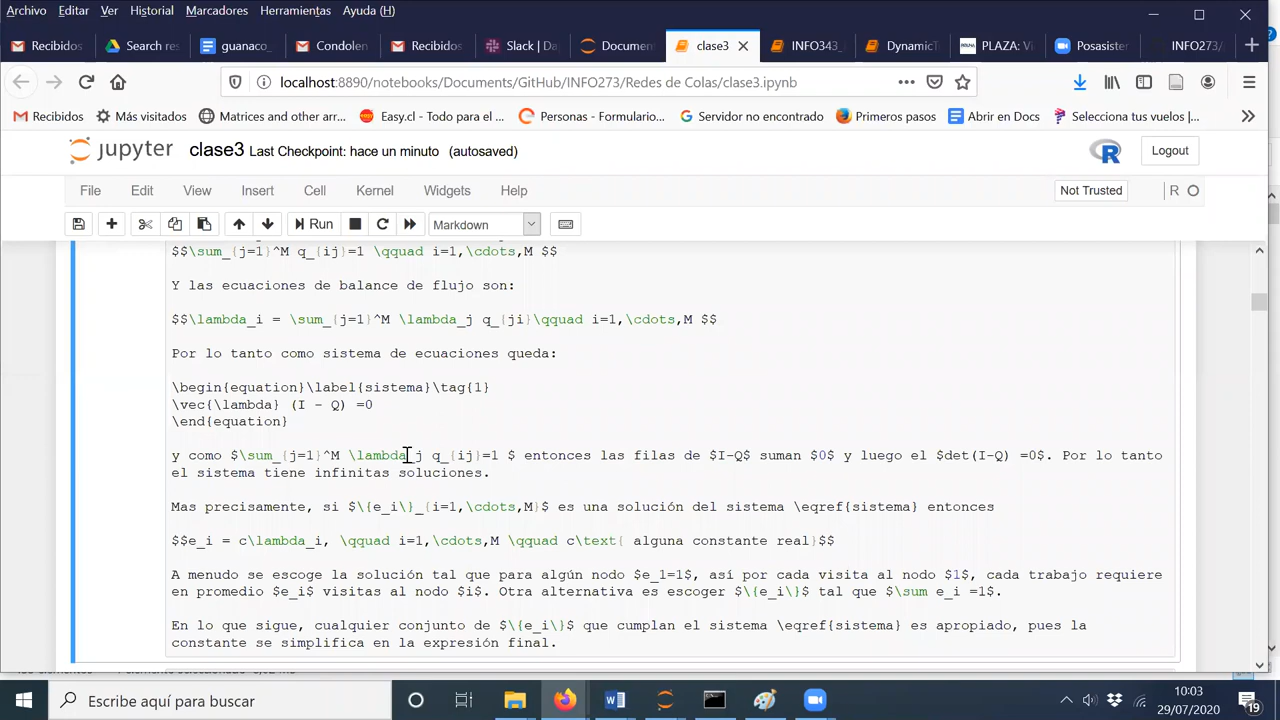 Archivo Editar Ver Historial Marcadores Herramientas Ayuda (H)
recibidos Search res guanaco_ Condolen Recibidos Slack | Da Documen clase3 INFO343_ DynamicT PLAZA: Vi Posasister INFO273/
localhost:8890/notebooks/Documents/GitHub/INFO273/Redes de Colas/clase3.ipynb
Recibidos Más visitados Matrices and other arr... Easy.cl - Todo para el ... Personas - Formulario... Servidor no encontrado Primeros pasos Abrir en Docs Selecciona tus vuelos |...
jupyter clase3 Last Checkpoint: hace un minuto (autosaved) Logout
File Edit View Insert Cell Kernel Widgets Help Not Trusted R
Run Markdown
$$\sum_{j=1}^M q_{ij}=1 \qquad i=1,\cdots,M $$
Y las ecuaciones de balance de flujo son:
$$\lambda_i = \sum_{j=1}^M \lambda_j q_{ji}\qquad i=1,\cdots,M $$
Por lo tanto como sistema de ecuaciones queda:
\begin{equation}\label{sistema}\tag{1}
\vec{\lambda} (I - Q) =0
\end{equation}
y como $\sum_{j=1}^M \lambda_j q_{ij}=1 $ entonces las filas de $I-Q$ suman $0$ y luego el $det(I-Q) =0$. Por lo tanto
el sistema tiene infinitas soluciones.
Mas precisamente, si $\{e_i\}_{i=1,\cdots,M}$ es una solución del sistema \eqref{sistema} entonces
$$e_i = c\lambda_i, \qquad i=1,\cdots,M \qquad c\text{ alguna constante real}$$
A menudo se escoge la solución tal que para algún nodo $e_1=1$, así por cada visita al nodo $1$, cada trabajo requiere
en promedio $e_i$ visitas al nodo $i$. Otra alternativa es escoger $\{e_i\}$ tal que $\sum e_i =1$.
En lo que sigue, cualquier conjunto de $\{e_i\}$ que cumplan el sistema \eqref{sistema} es apropiado, pues la
constante se simplifica en la expresión final.
Escribe aquí para buscar
10:03
29/07/2020
19